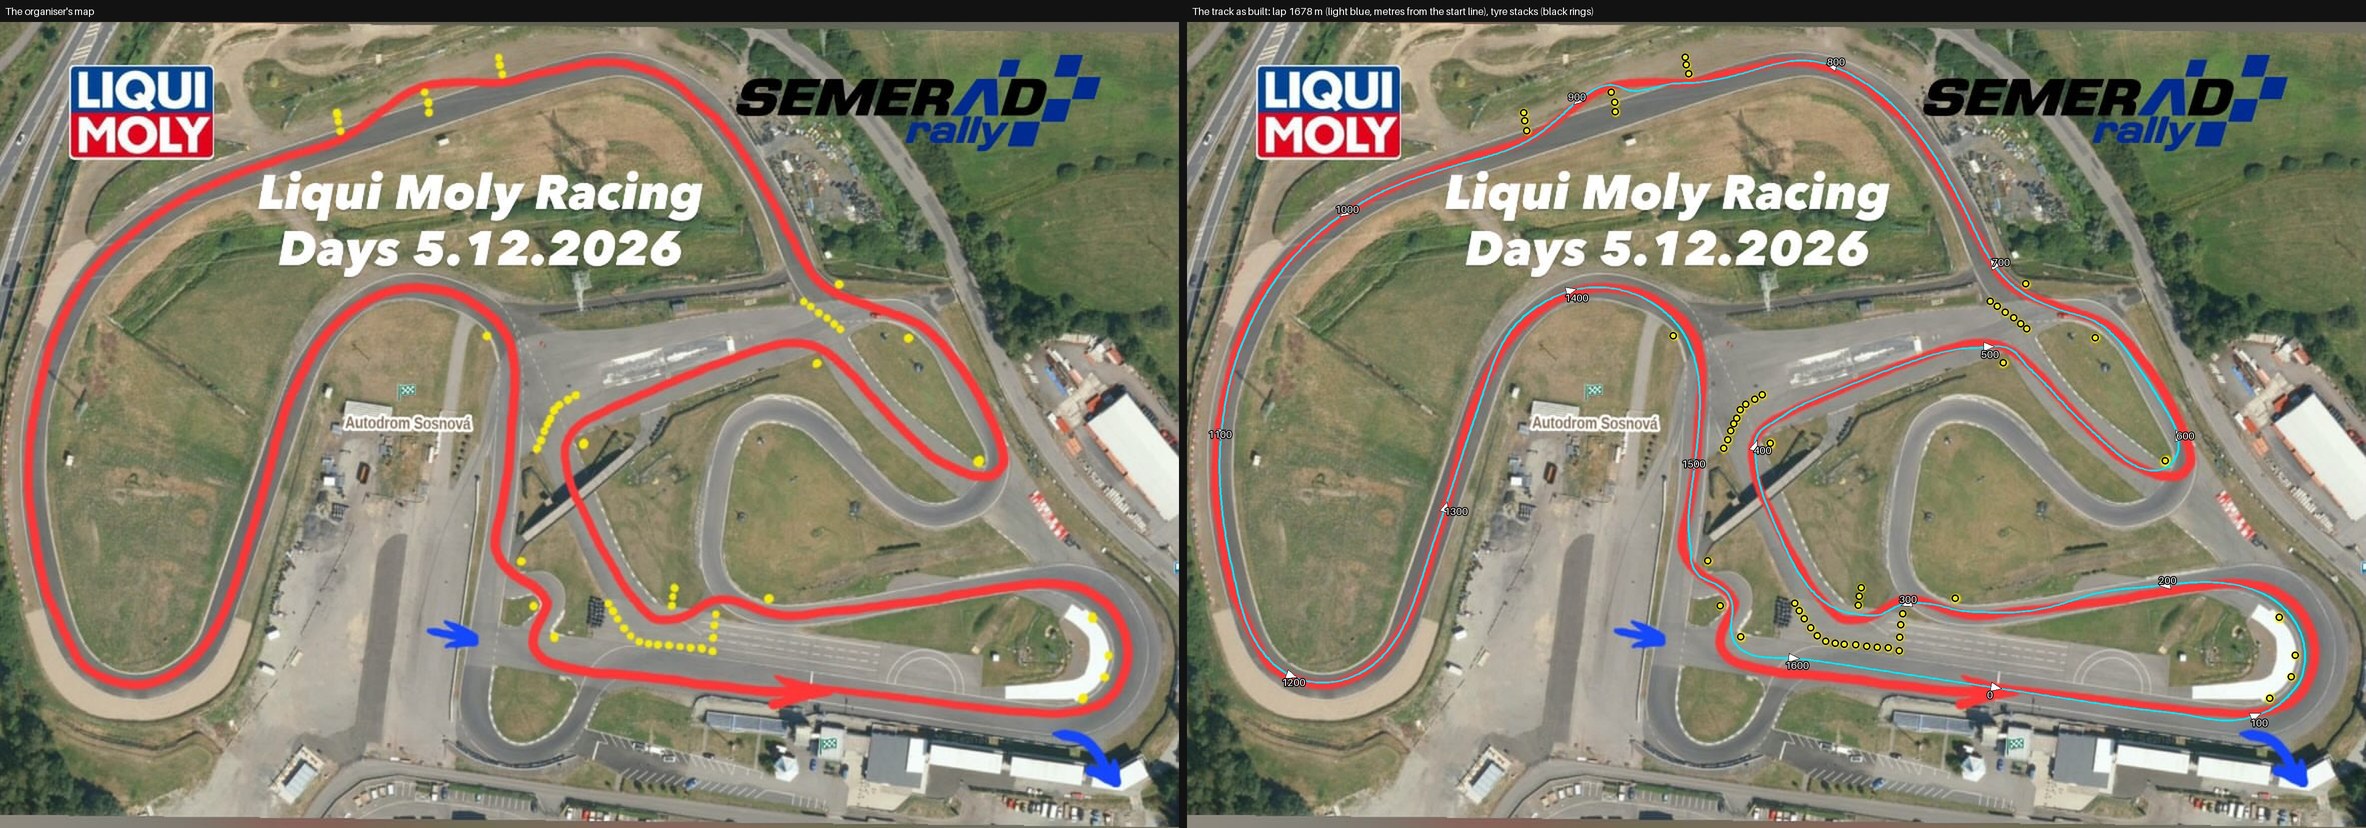 The organiser's map
The track as built: lap 1678 m (light blue, metres from the start line), tyre stacks (black rings)
LIQUI
MOLY
SEMERAD
rally
Liqui Moly Racing
Days 5.12.2026
Autodrom Sosnová
LIQUI
MOLY
SEMERAD
rally
Liqui Moly Racing
Days 5.12.2026
Autodrom Sosnová
800
900
1000
700
1400
500
1100
600
400
1500
1300
200
300
1600
1200
0
100